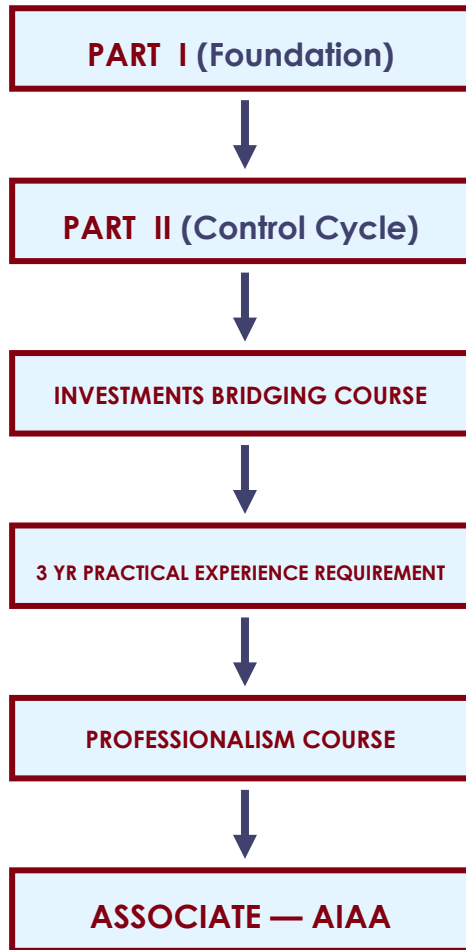 PART I (Foundation)
PART II (Control Cycle)
INVESTMENTS BRIDGING COURSE
3 YR PRACTICAL EXPERIENCE REQUIREMENT
PROFESSIONALISM COURSE
ASSOCIATE — AIAA